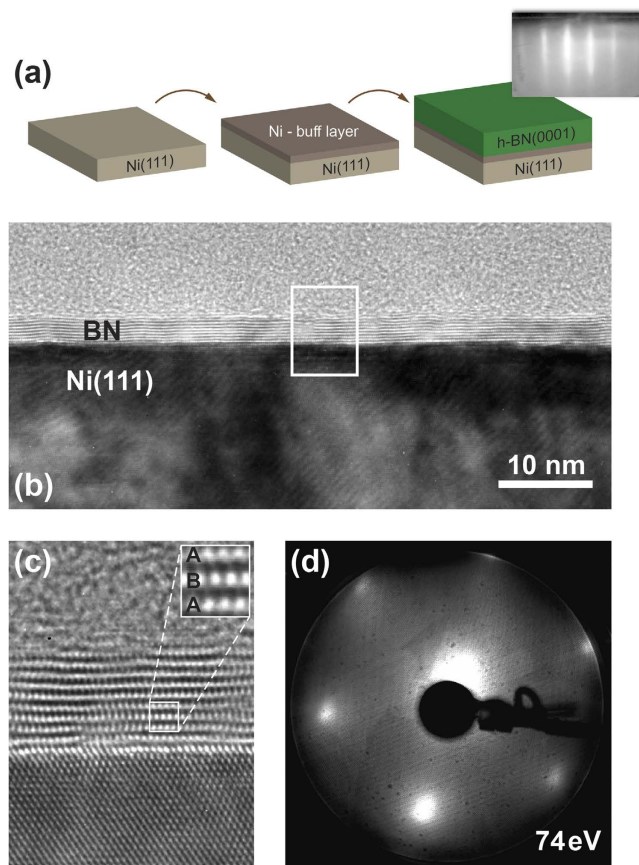 (a)
Ni(111)
Ni - buff layer
Ni(111)
h-BN(0001)
Ni(111)
BN
Ni(111)
(b)
10 nm
(c)
A
B
A
(d)
74eV